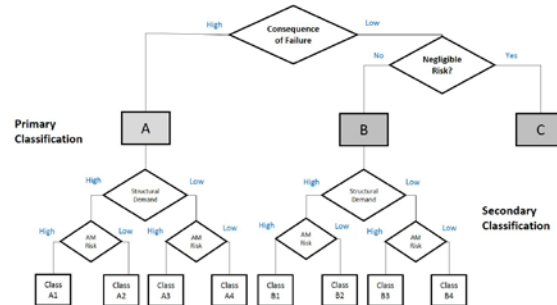 High
Consequence
of Failure
Low
No
Negligible
Risk?
Yes
Primary
Classification
A
B
C
High
Structural
Demand
Low
High
Structural
Demand
Low
Secondary
Classification
High
AM
Risk
Low
High
AM
Risk
Low
High
AM
Risk
Low
High
AM
Risk
Low
Class
A1
Class
A2
Class
A3
Class
A4
Class
B1
Class
B2
Class
B3
Class
B4